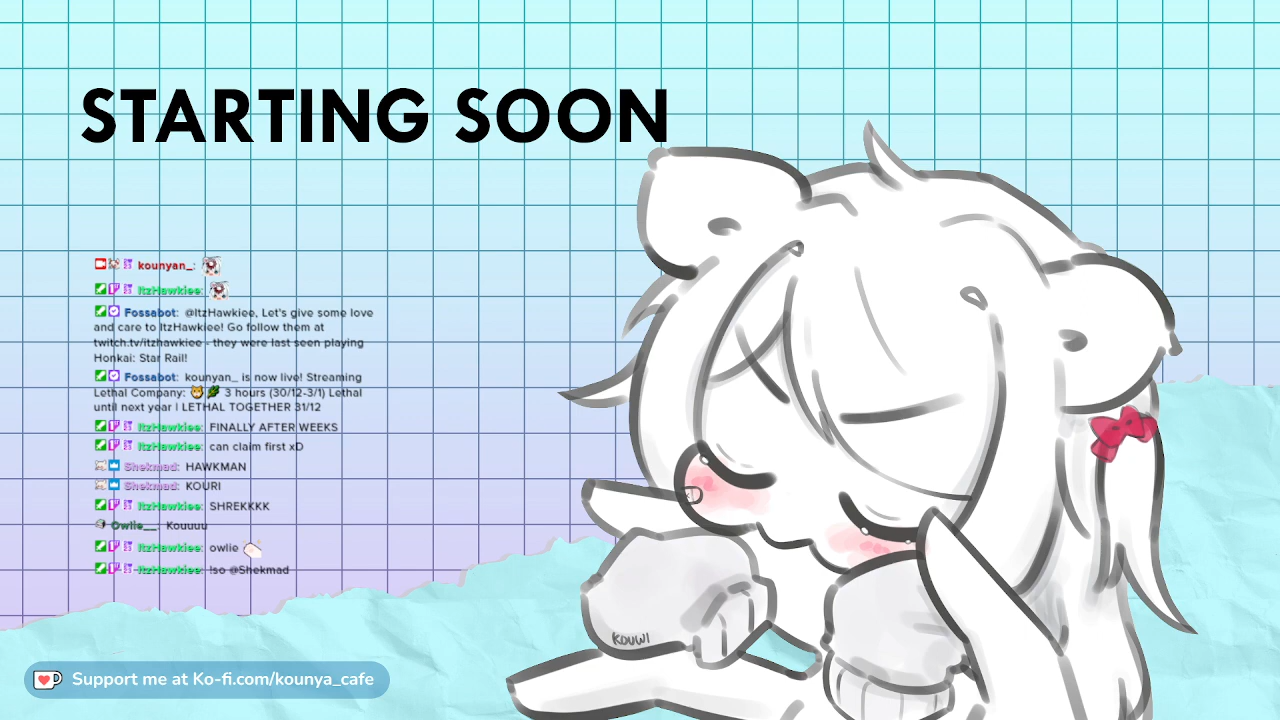 STARTING SOON
kounyan_:
ItzHawkiee:
Fossabot: @ItzHawkiee, Let's give some love
and care to ItzHawkiee! Go follow them at
twitch.tv/itzhawkiee - they were last seen playing
Honkai: Star Rail!
Fossabot: kounyan_ is now live! Streaming
Lethal Company: 3 hours (30/12-3/1) Lethal
until next year | LETHAL TOGETHER 31/12
ItzHawkiee: FINALLY AFTER WEEKS
ItzHawkiee: can claim first xD
Shekmad: HAWKMAN
Shekmad: KOURI
ItzHawkiee: SHREKKKK
Owlie__: Kouuuu
ItzHawkiee: owlie
ItzHawkiee: !so @Shekmad
KOUWI
Support me at Ko-fi.com/kounya_cafe